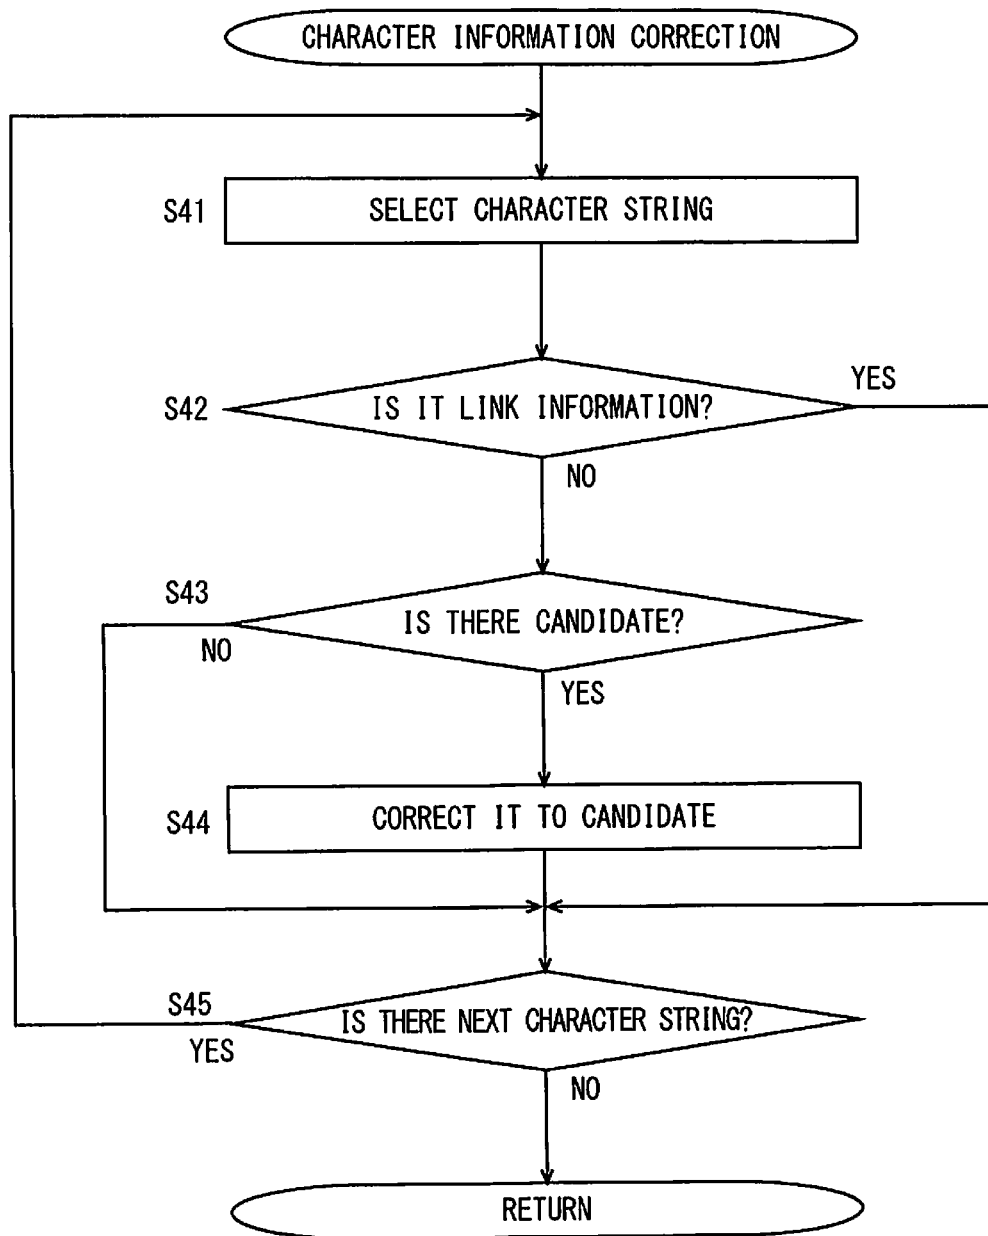 CHARACTER INFORMATION CORRECTION
S41
SELECT CHARACTER STRING
S42
IS IT LINK INFORMATION?
YES
NO
S43
IS THERE CANDIDATE?
NO
YES
S44
CORRECT IT TO CANDIDATE
S45
IS THERE NEXT CHARACTER STRING?
YES
NO
RETURN